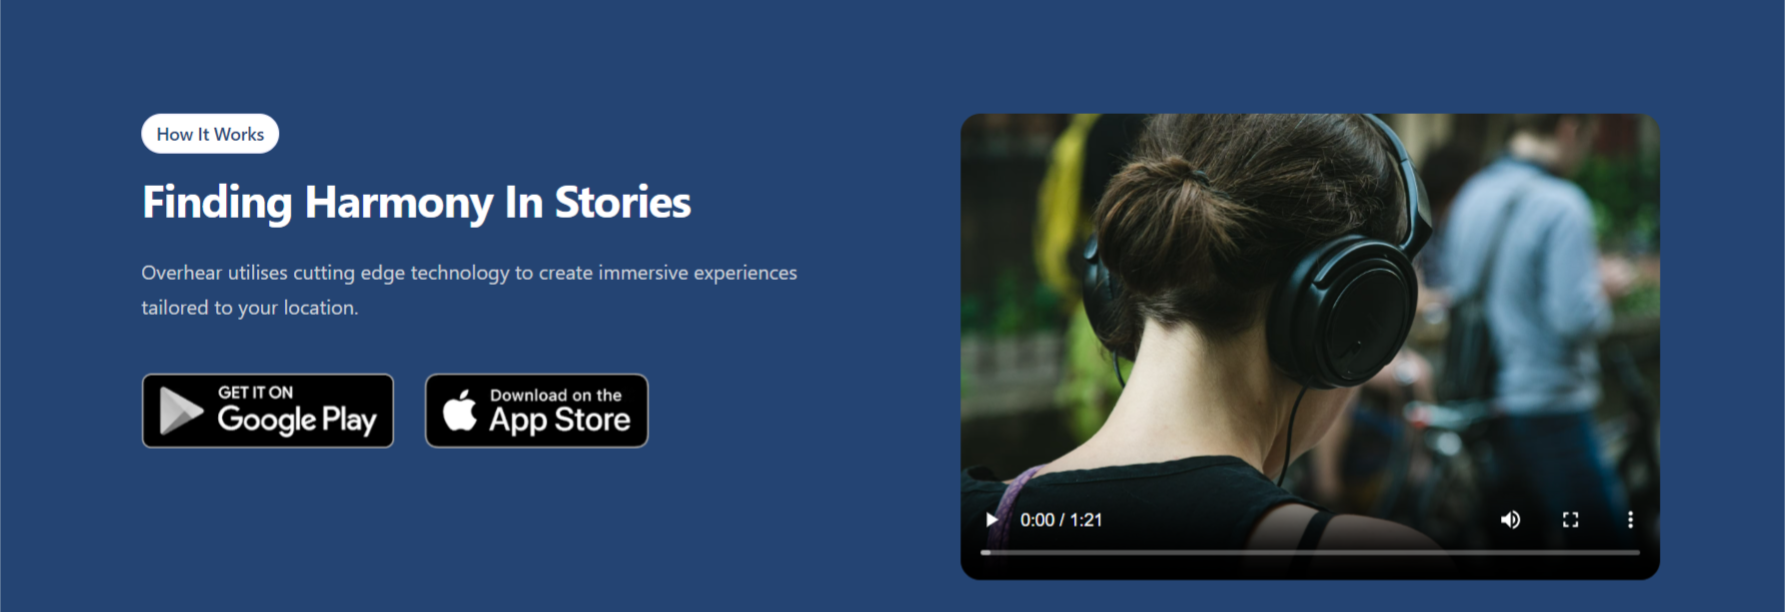 How It Works
Finding Harmony In Stories
Overhear utilises cutting edge technology to create immersive experiences
tailored to your location.
GET IT ON
Google Play
Download on the
App Store
0:00 / 1:21